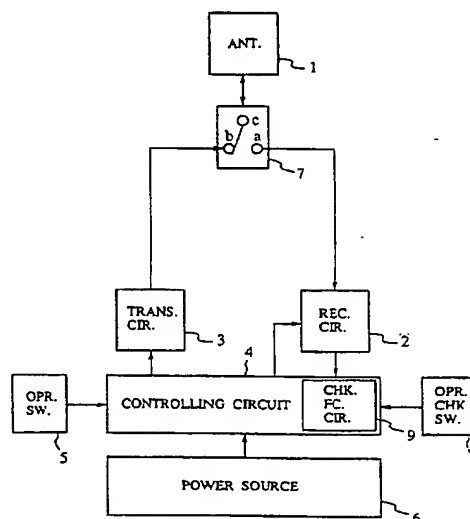 ANT.
1
c
b
a
7
TRANS.
CIR.
3
REC.
CIR.
2
4
OPR.
SW.
5
CONTROLLING CIRCUIT
CHK.
FC.
CIR.
9
OPR.
CHK
SW.
POWER SOURCE
6